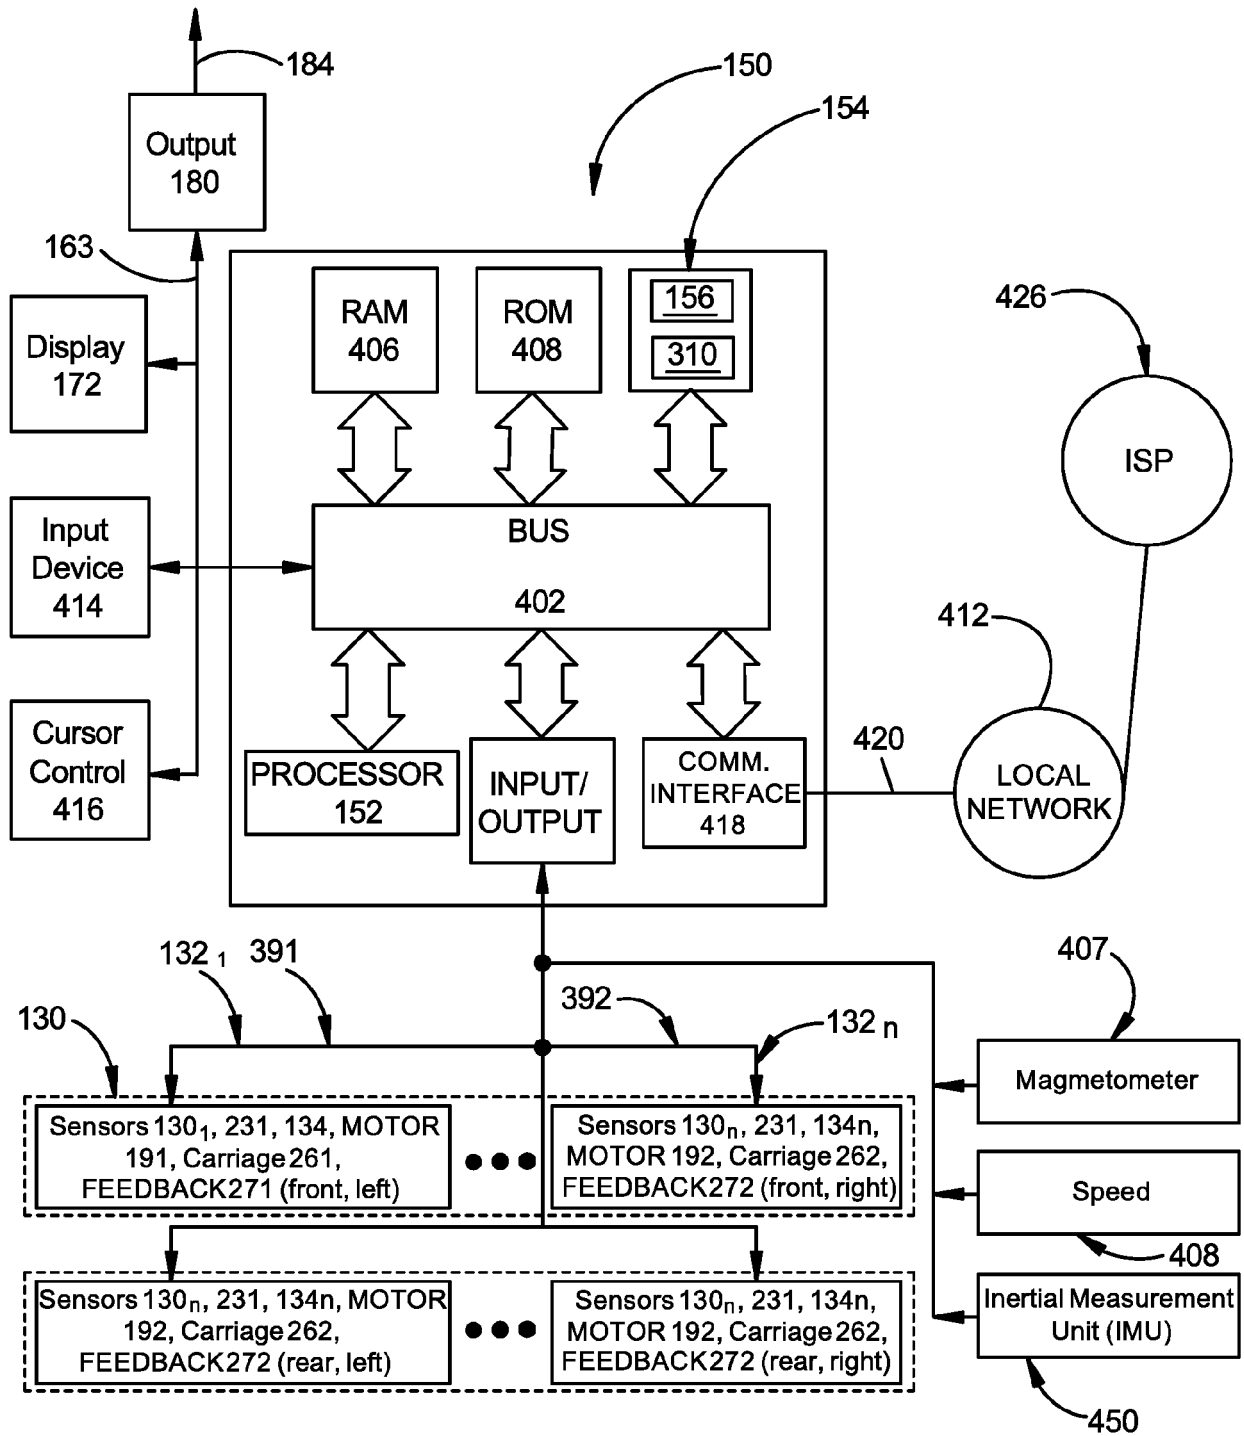 184
150
154
Output
180
163
RAM
406
ROM
408
156
310
426
Display
172
ISP
BUS
402
Input
Device
414
412
Cursor
Control
416
PROCESSOR
152
INPUT/
OUTPUT
COMM.
INTERFACE
418
420
LOCAL
NETWORK
132 1
391
407
130
392
132 n
Magmetometer
Sensors 1301, 231, 134, MOTOR
191, Carriage 261,
FEEDBACK271 (front, left)
Sensors 130n, 231, 134n,
MOTOR 192, Carriage 262,
FEEDBACK272 (front, right)
Speed
408
Sensors 130n, 231, 134n, MOTOR
192, Carriage 262,
FEEDBACK272 (rear, left)
Sensors 130n, 231, 134n,
MOTOR 192, Carriage 262,
FEEDBACK272 (rear, right)
Inertial Measurement
Unit (IMU)
450